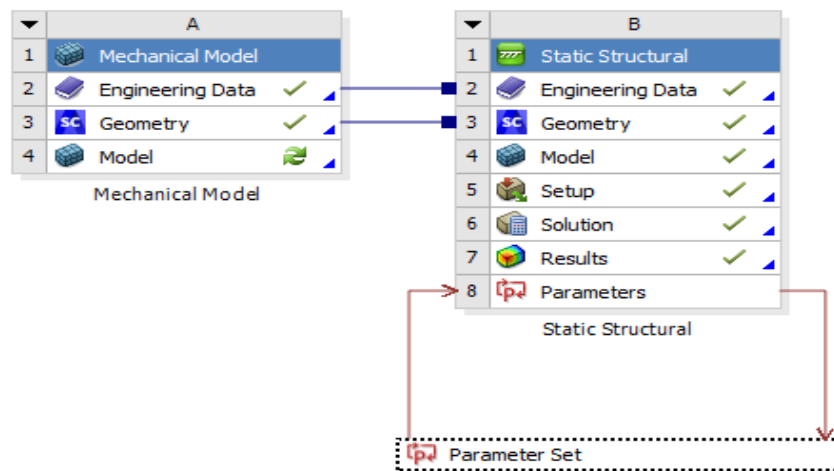 A
1 Mechanical Model
2 Engineering Data
3 SC Geometry
4 Model
Mechanical Model
B
1 Static Structural
2 Engineering Data
3 SC Geometry
4 Model
5 Setup
6 Solution
7 Results
8 p Parameters
Static Structural
p Parameter Set